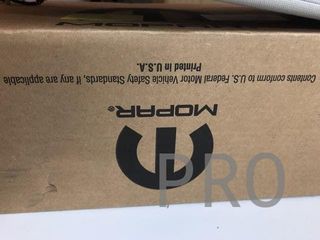 MOPAR®
Contents conform to U.S. Federal Motor Vehicle Safety Standards, if any are applicable
Printed in U.S.A.
PRO